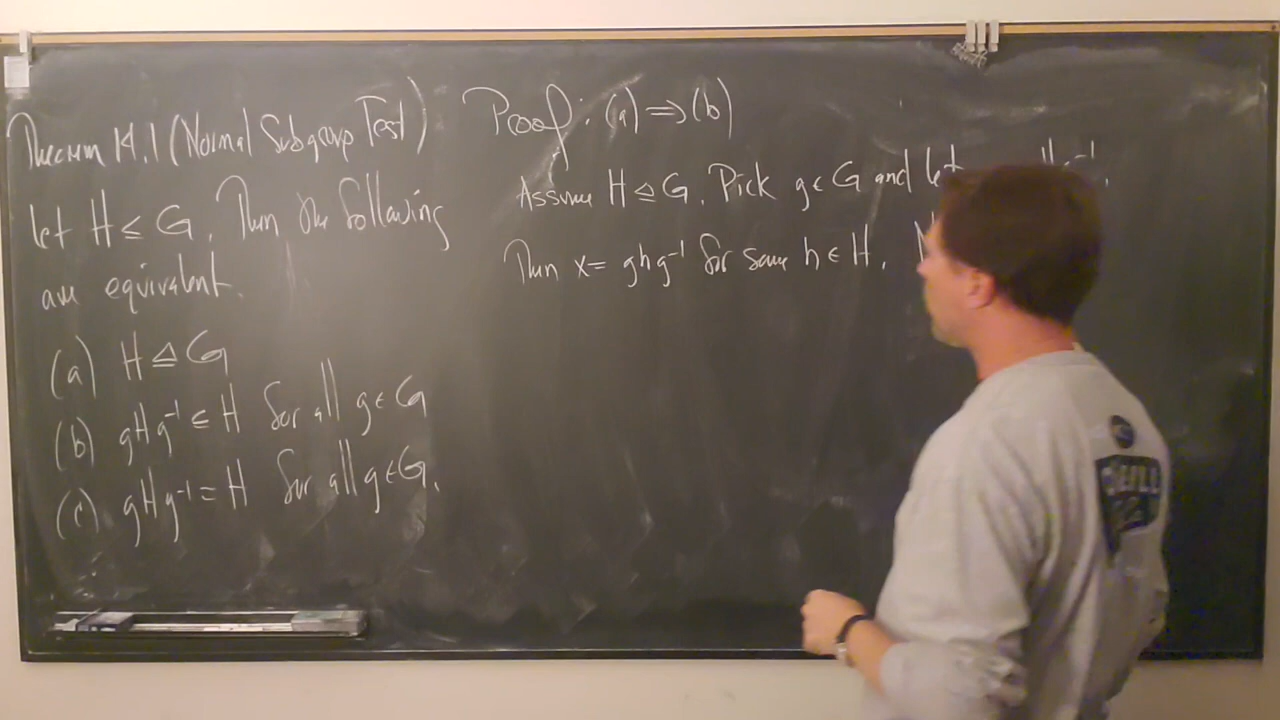 Theorem 14.1 (Normal Subgroup Test)
Let H ≤ G. Then the following
are equivalent.
(a) H ⊴ G
(b) gHg⁻¹ ⊆ H for all g ∈ G
(c) gHg⁻¹ = H for all g ∈ G.
Proof: (a) ⟹ (b)
Assume H ⊴ G. Pick g ∈ G and let
Then x = ghg⁻¹ for some h ∈ H.